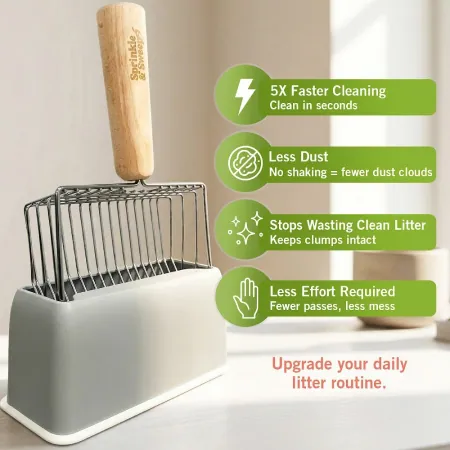 Sprinkle
& Sweep
5X Faster Cleaning
Clean in seconds
Less Dust
No shaking = fewer dust clouds
Stops Wasting Clean Litter
Keeps clumps intact
Less Effort Required
Fewer passes, less mess
Upgrade your daily
litter routine.